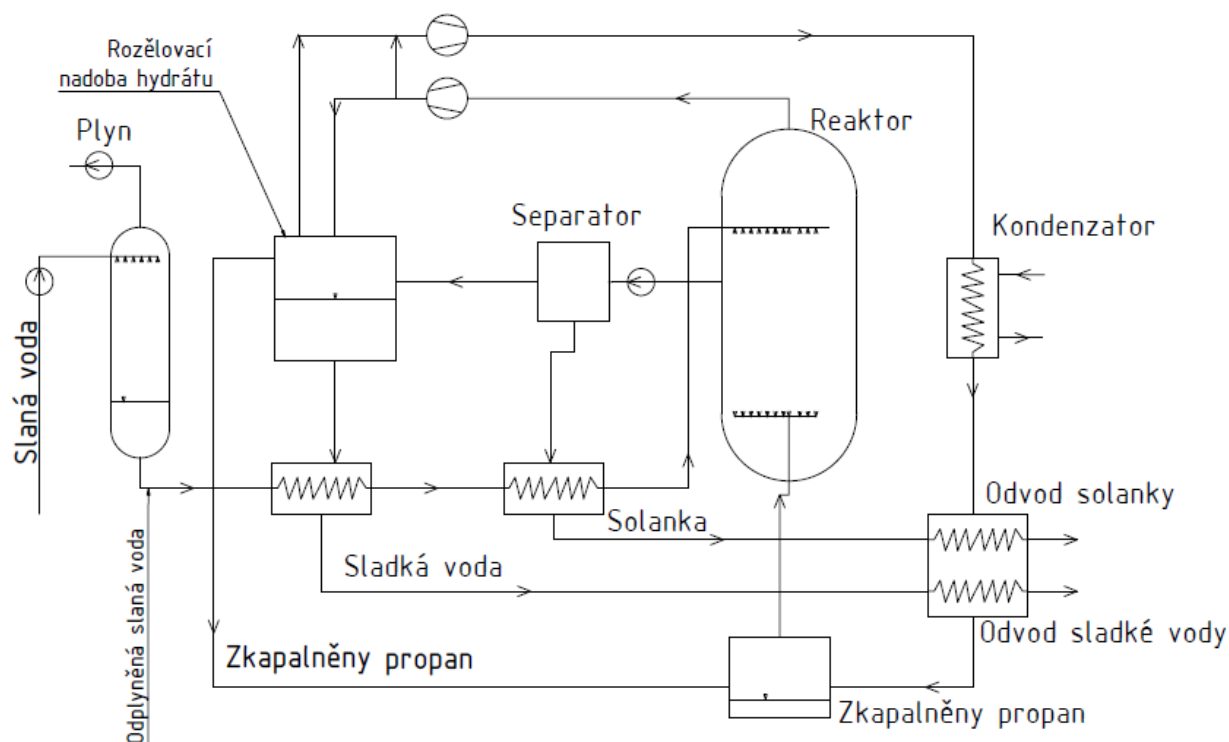 Rozělovací
nadoba hydrátu
Plyn
Reaktor
Separator
Kondenzator
Slaná voda
Odvod solanky
Solanka
Sladká voda
Odplyněná slaná voda
Odvod sladké vody
Zkapalněny propan
Zkapalněny propan